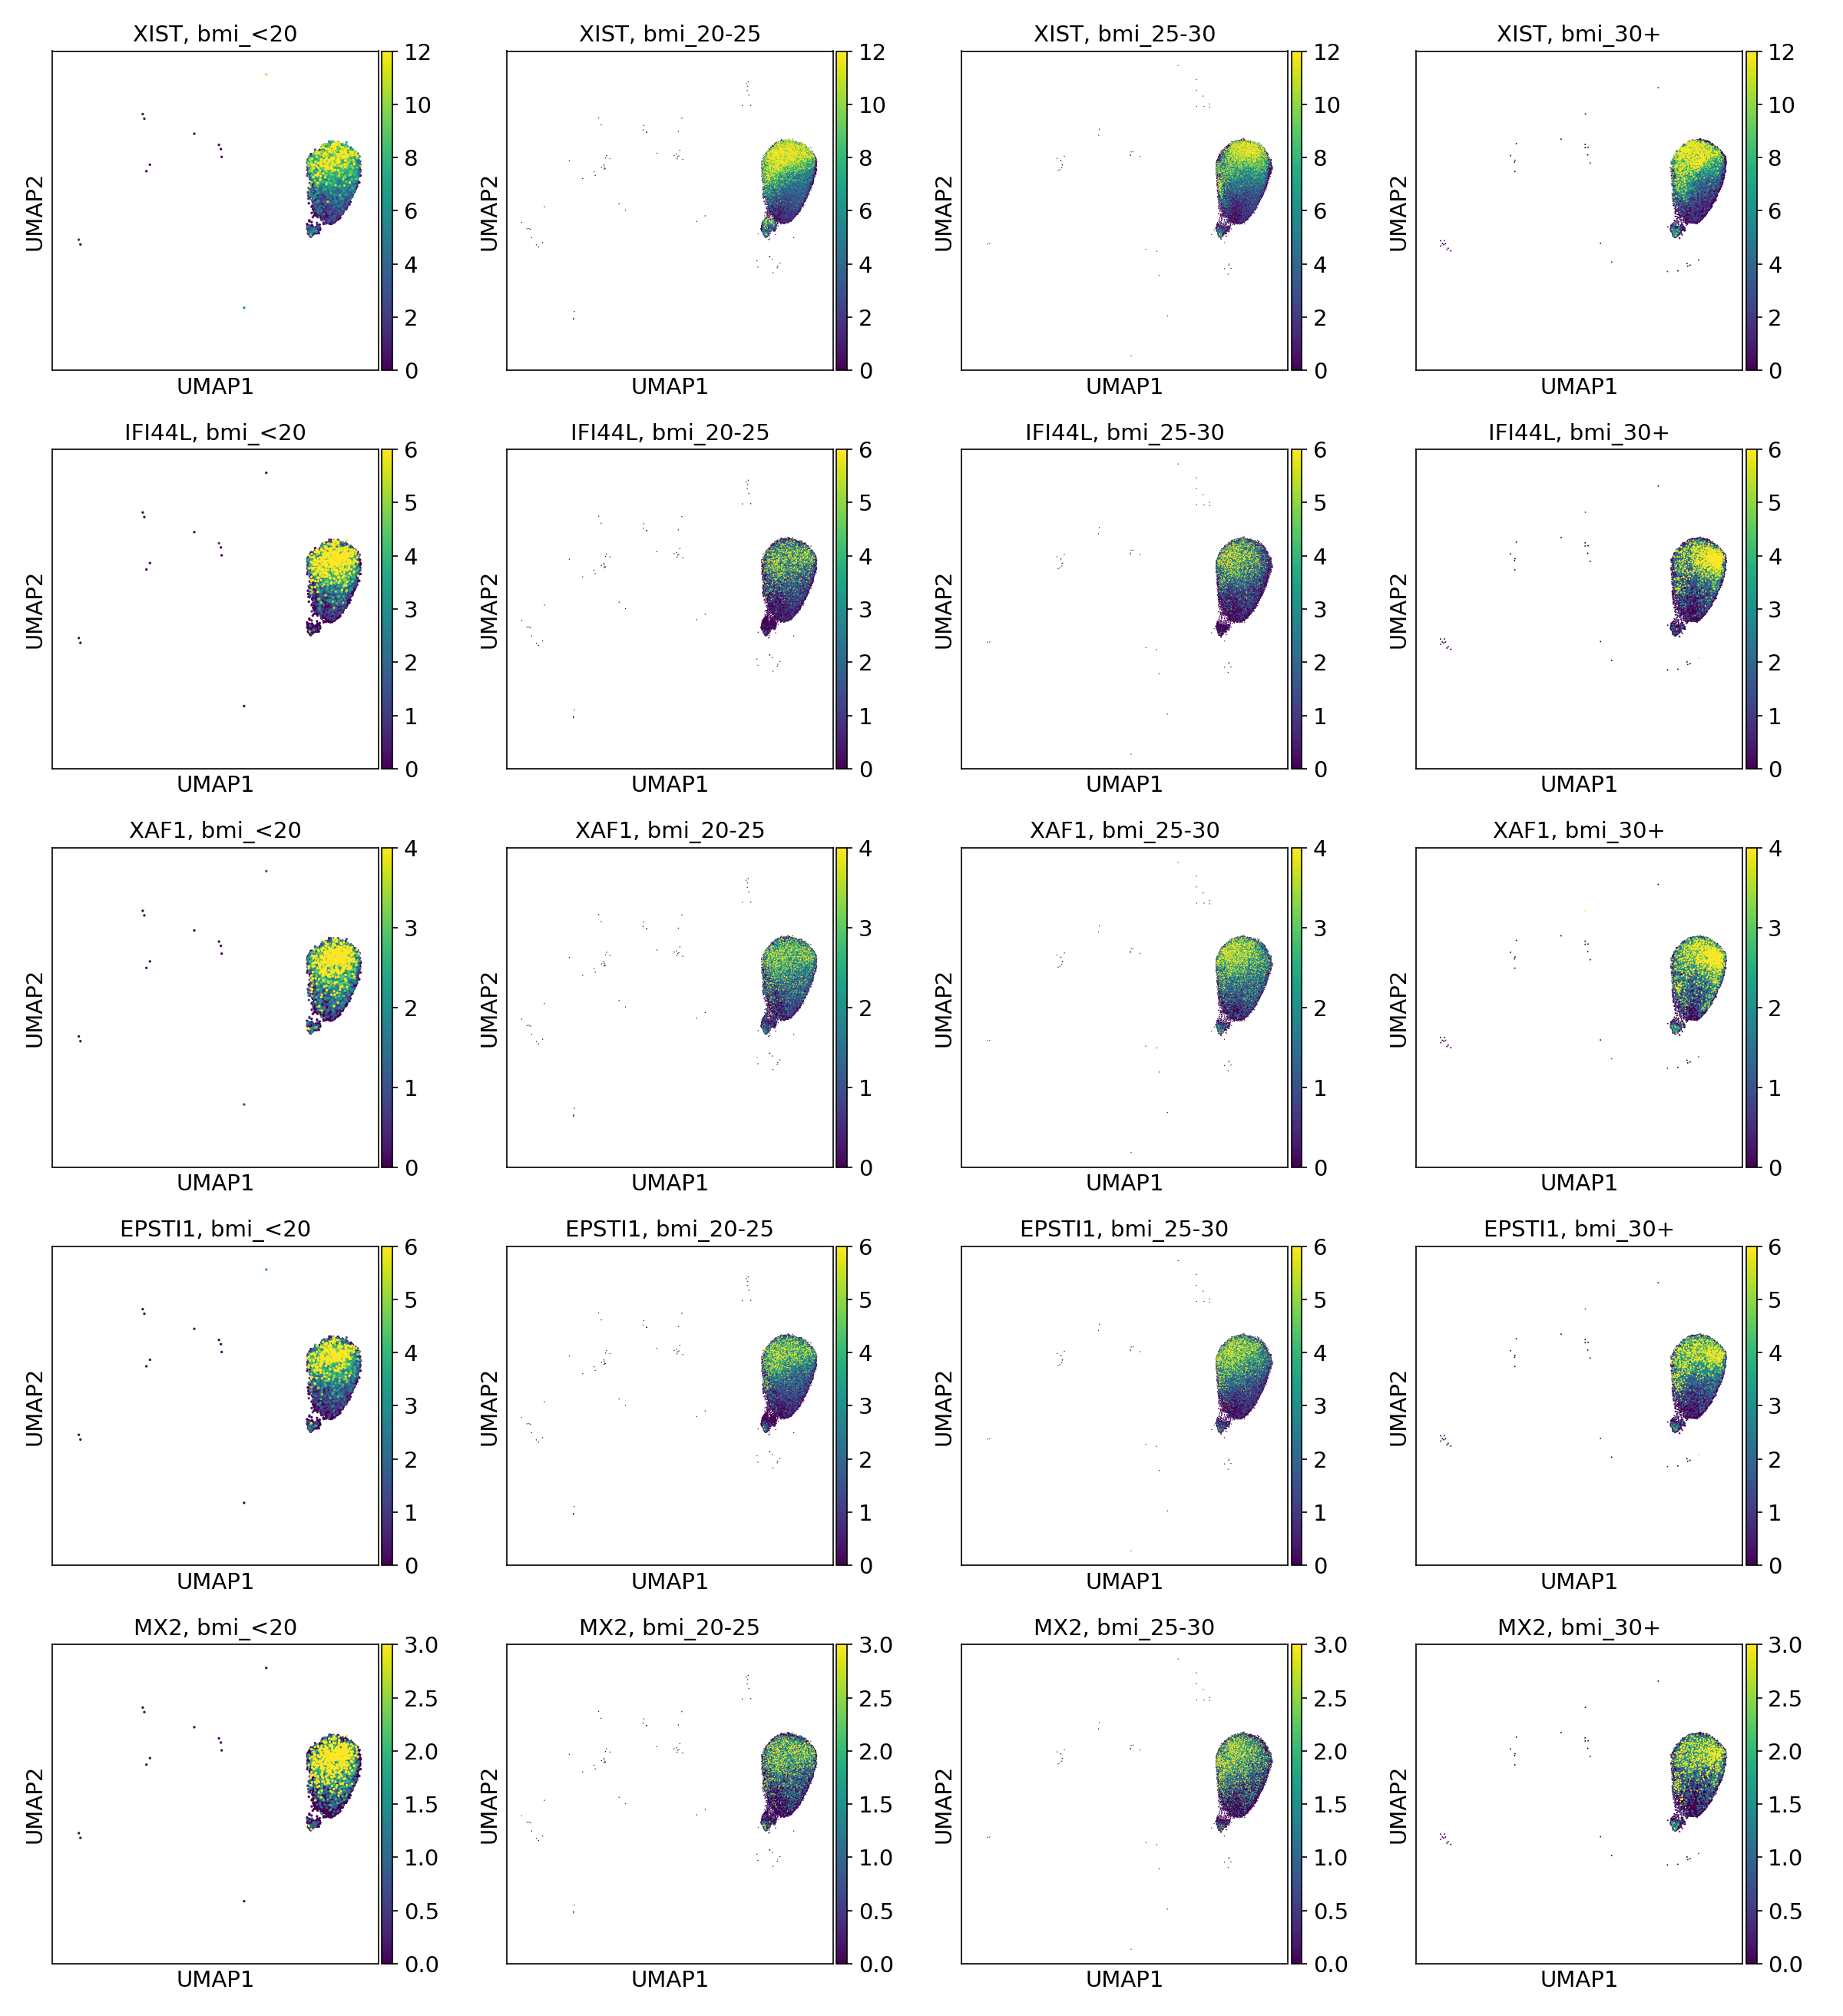 XIST, bmi_<20
XIST, bmi_20-25
XIST, bmi_25-30
XIST, bmi_30+
UMAP2
12
10
8
6
4
2
0
UMAP1
UMAP2
12
10
8
6
4
2
0
UMAP1
UMAP2
12
10
8
6
4
2
0
UMAP1
UMAP2
12
10
8
6
4
2
0
UMAP1
IFI44L, bmi_<20
IFI44L, bmi_20-25
IFI44L, bmi_25-30
IFI44L, bmi_30+
UMAP2
6
5
4
3
2
1
0
UMAP1
UMAP2
6
5
4
3
2
1
0
UMAP1
UMAP2
6
5
4
3
2
1
0
UMAP1
UMAP2
6
5
4
3
2
1
0
UMAP1
XAF1, bmi_<20
XAF1, bmi_20-25
XAF1, bmi_25-30
XAF1, bmi_30+
UMAP2
4
3
2
1
0
UMAP1
UMAP2
4
3
2
1
0
UMAP1
UMAP2
4
3
2
1
0
UMAP1
UMAP2
4
3
2
1
0
UMAP1
EPSTI1, bmi_<20
EPSTI1, bmi_20-25
EPSTI1, bmi_25-30
EPSTI1, bmi_30+
UMAP2
6
5
4
3
2
1
0
UMAP1
UMAP2
6
5
4
3
2
1
0
UMAP1
UMAP2
6
5
4
3
2
1
0
UMAP1
UMAP2
6
5
4
3
2
1
0
UMAP1
MX2, bmi_<20
MX2, bmi_20-25
MX2, bmi_25-30
MX2, bmi_30+
UMAP2
3.0
2.5
2.0
1.5
1.0
0.5
0.0
UMAP1
UMAP2
3.0
2.5
2.0
1.5
1.0
0.5
0.0
UMAP1
UMAP2
3.0
2.5
2.0
1.5
1.0
0.5
0.0
UMAP1
UMAP2
3.0
2.5
2.0
1.5
1.0
0.5
0.0
UMAP1